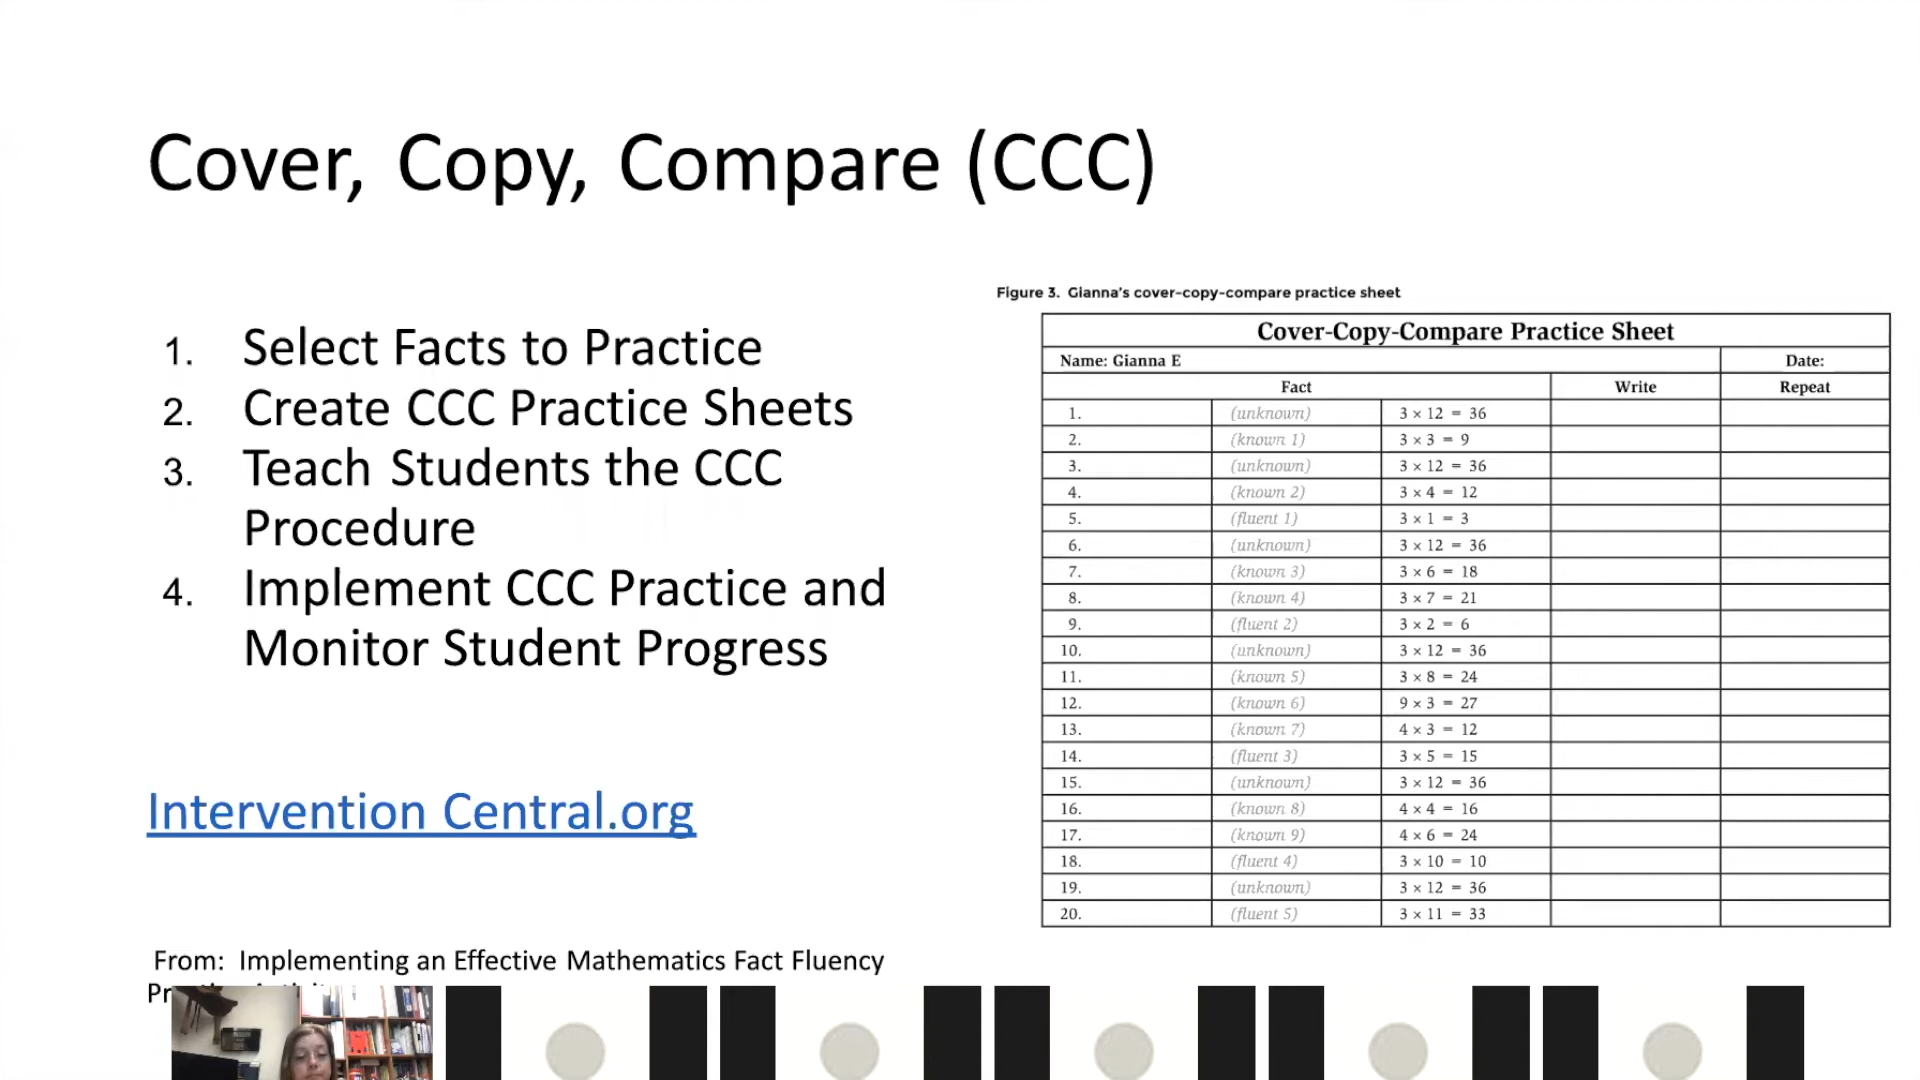 Cover, Copy, Compare (CCC)
1. Select Facts to Practice
2. Create CCC Practice Sheets
3. Teach Students the CCC
Procedure
4. Implement CCC Practice and
Monitor Student Progress
Intervention Central.org
From: Implementing an Effective Mathematics Fact Fluency
Figure 3. Gianna's cover-copy-compare practice sheet
Cover-Copy-Compare Practice Sheet
Name: Gianna E Date:
Fact Write Repeat
1. (unknown) 3 × 12 = 36
2. (known 1) 3 × 3 = 9
3. (unknown) 3 × 12 = 36
4. (known 2) 3 × 4 = 12
5. (fluent 1) 3 × 1 = 3
6. (unknown) 3 × 12 = 36
7. (known 3) 3 × 6 = 18
8. (known 4) 3 × 7 = 21
9. (fluent 2) 3 × 2 = 6
10. (unknown) 3 × 12 = 36
11. (known 5) 3 × 8 = 24
12. (known 6) 9 × 3 = 27
13. (known 7) 4 × 3 = 12
14. (fluent 3) 3 × 5 = 15
15. (unknown) 3 × 12 = 36
16. (known 8) 4 × 4 = 16
17. (known 9) 4 × 6 = 24
18. (fluent 4) 3 × 10 = 10
19. (unknown) 3 × 12 = 36
20. (fluent 5) 3 × 11 = 33